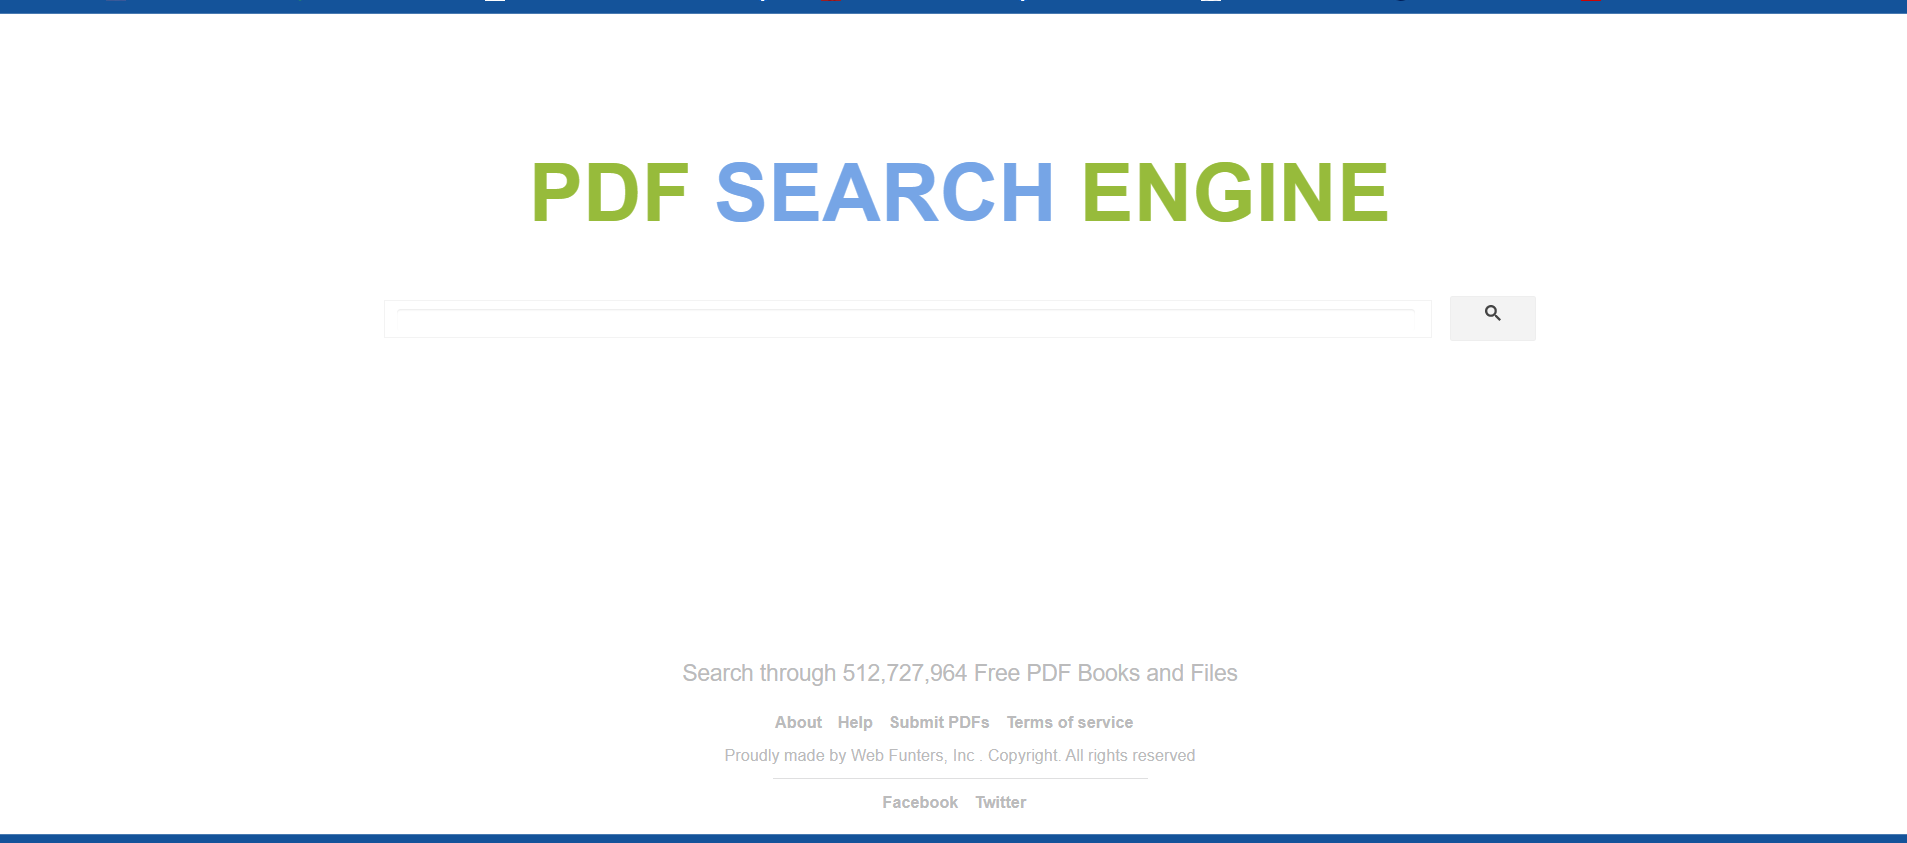 PDF SEARCH ENGINE
Search through 512,727,964 Free PDF Books and Files
About Help Submit PDFs Terms of service
Proudly made by Web Funters, Inc . Copyright. All rights reserved
Facebook Twitter